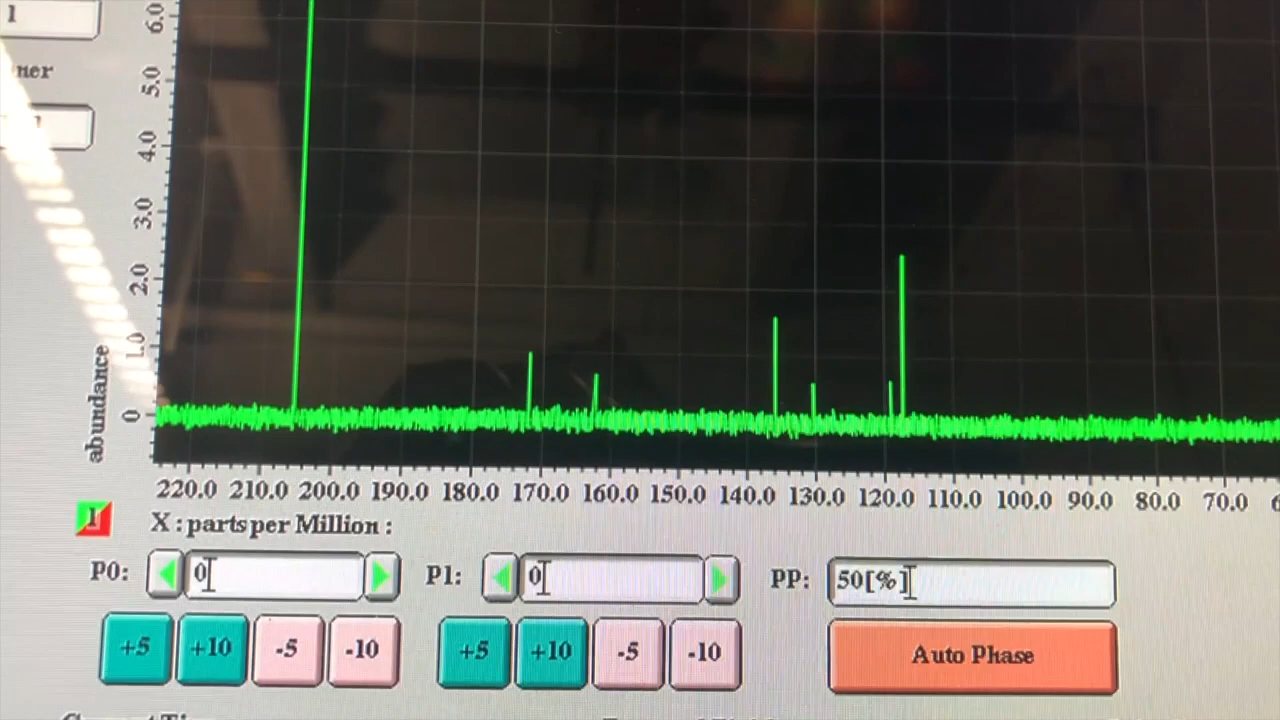 1
ner
6.0
5.0
4.0
3.0
2.0
1.0
0
abundance
220.0 210.0 200.0 190.0 180.0 170.0 160.0 150.0 140.0 130.0 120.0 110.0 100.0 90.0 80.0 70.0 6
1
X : parts per Million :
P0: 0 P1: 0 PP: 50[%]
+5 +10 -5 -10 +5 +10 -5 -10 Auto Phase